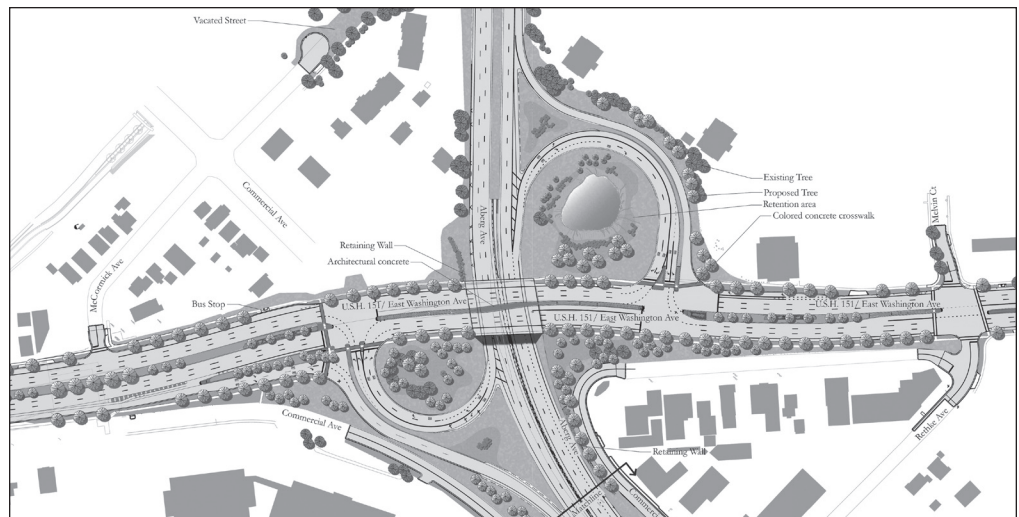 Vacated Street
Commercial Ave
McCormick Ave
Aberg Ave
Existing Tree
Proposed Tree
Retention area
Colored concrete crosswalk
Melvin Ct
Retaining Wall
Architectural concrete
Bus Stop
U.S.H. 151/ East Washington Ave
U.S.H. 151/ East Washington Ave
U.S.H. 151/ East Washington Ave
Commercial Ave
Aberg Ave
Retaining Wall
Rethke Ave
Matchline